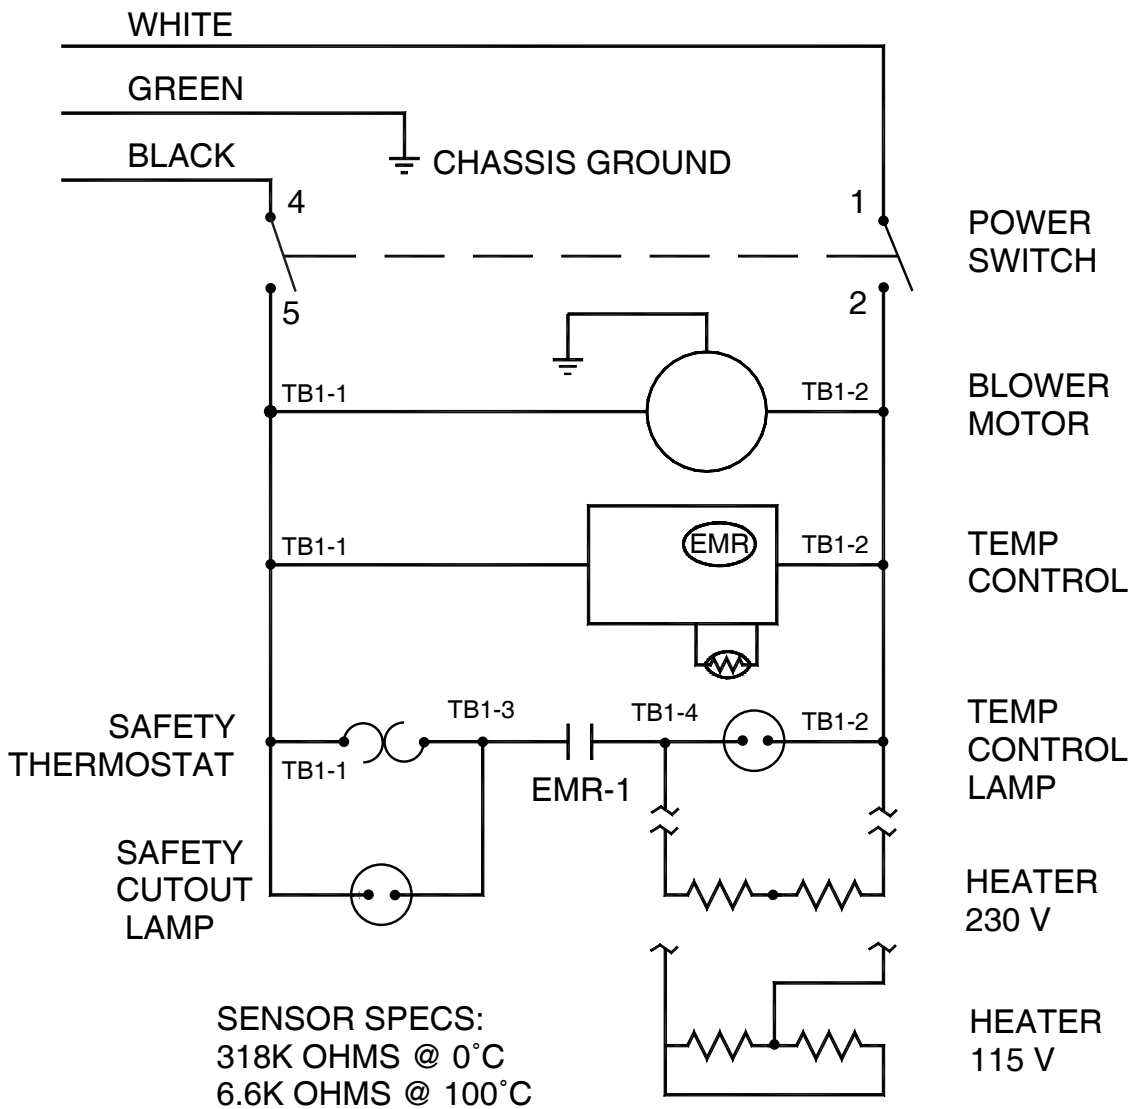 WHITE
GREEN
BLACK
CHASSIS GROUND
4
1
POWER
SWITCH
5
2
TB1-1
TB1-2
BLOWER
MOTOR
TB1-1
EMR
TB1-2
TEMP
CONTROL
SAFETY
THERMOSTAT
TB1-1
TB1-3
EMR-1
TB1-4
TB1-2
TEMP
CONTROL
LAMP
SAFETY
CUTOUT
LAMP
HEATER
230 V
SENSOR SPECS:
318K OHMS @ 0˚C
6.6K OHMS @ 100˚C
HEATER
115 V